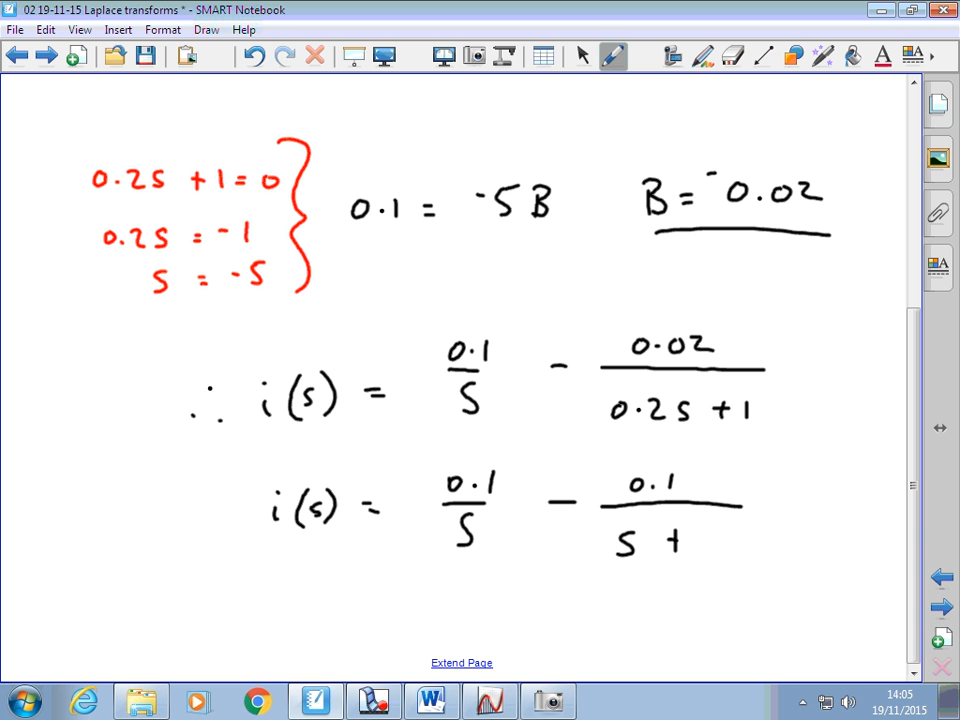 02 19-11-15 Laplace transforms * - SMART Notebook
File Edit View Insert Format Draw Help
0.2s + 1 = 0
0.2s = -1
s = -5
0.1 = -5B
B = -0.02
∴ i(s) = 0.1/s - 0.02/(0.2s + 1)
i(s) = 0.1/s - 0.1/(s +
Extend Page
14:05
19/11/2015